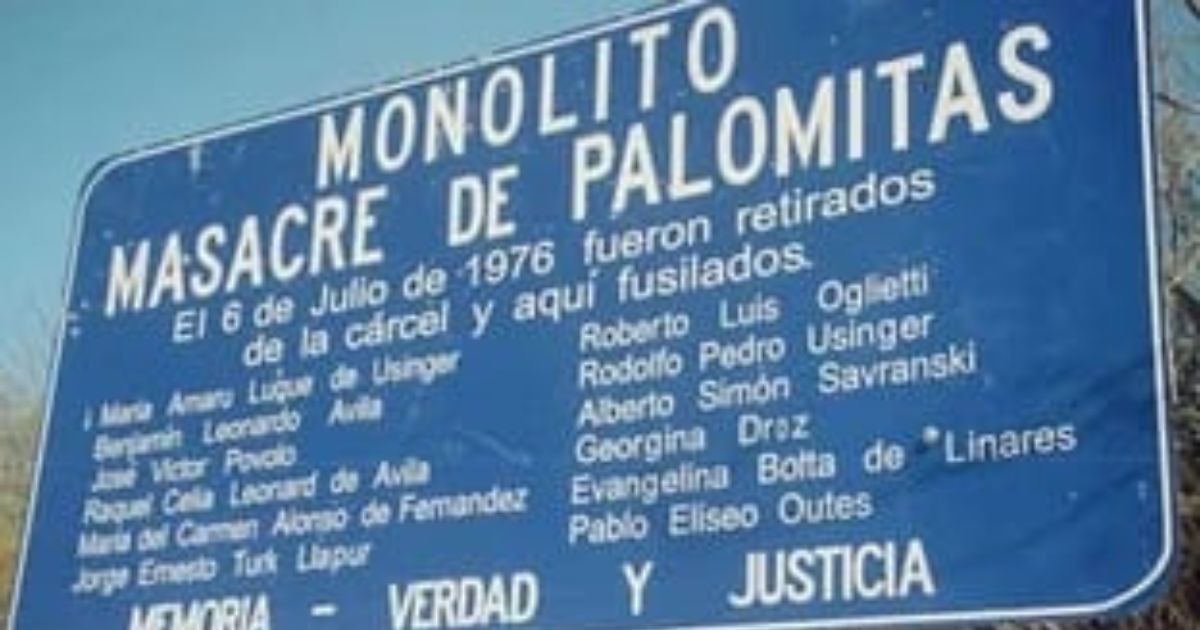 MONOLITO
MASACRE DE PALOMITAS
El 6 de Julio de 1976 fueron retirados
de la cárcel y aquí fusilados.
Maria Amaru Luque de Usinger
Benjamín Leonardo Avila
José Victor Povolo
Raquel Celia Leonard de Avila
Maria del Carmen Alonso de Fernandez
Jorge Ernesto Turk Llapur
Roberto Luis Oglietti
Rodolfo Pedro Usinger
Alberto Simón Savranski
Georgina Droz
Evangelina Botta de Linares
Pablo Eliseo Outes
MEMORIA - VERDAD Y JUSTICIA